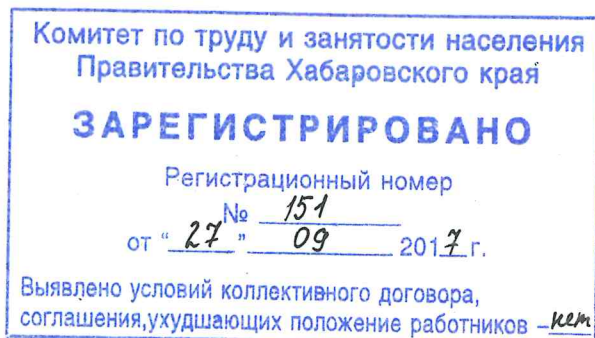 Комитет по труду и занятости населения
Правительства Хабаровского края
ЗАРЕГИСТРИРОВАНО
Регистрационный номер
№ 151
от "27" 09 2017 г.
Выявлено условий коллективного договора,
соглашения,ухудшающих положение работников – нет